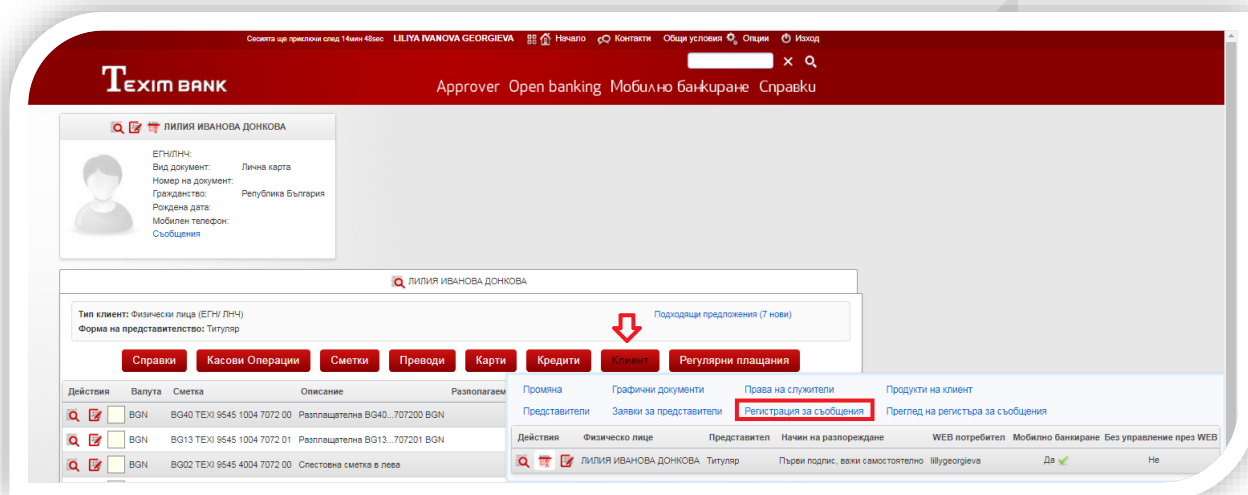 Сесията ще приключи след 14мин 48sec LILIYA IVANOVA GEORGIEVA Начало Контакти Общи условия Опции Изход
TEXIM BANK
Approver Open banking Мобилно банкиране Справки
ЛИЛИЯ ИВАНОВА ДОНКОВА
ЕГН/ЛНЧ:
Вид документ: Лична карта
Номер на документ:
Гражданство: Република България
Рождена дата:
Мобилен телефон:
Съобщения
ЛИЛИЯ ИВАНОВА ДОНКОВА
Тип клиент: Физически лица (ЕГН/ ЛНЧ)
Подходящи предложения (7 нови)
Форма на представителство: Титуляр
Справки Касови Операции Сметки Преводи Карти Кредити Клиент Регулярни плащания
Действия Валута Сметка Описание Разполагаем
BGN BG40 TEXI 9545 1004 7072 00 Разплащателна BG40...707200 BGN
BGN BG13 TEXI 9545 1004 7072 01 Разплащателна BG13...707201 BGN
BGN BG02 TEXI 9545 4004 7072 00 Спестовна сметка в лева
Промяна Графични документи Права на служители Продукти на клиент
Представители Заявки за представители Регистрация за съобщения Преглед на регистъра за съобщения
Действия Физическо лице Представител Начин на разпореждане WEB потребител Мобилно банкиране Без управление през WEB
ЛИЛИЯ ИВАНОВА ДОНКОВА Титуляр Първи подпис, важи самостоятелно lillygeorgieva Да Не